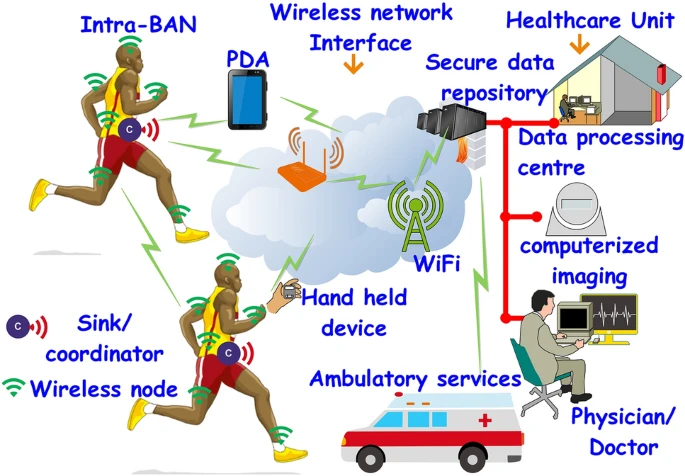 Intra-BAN
Wireless network
Interface
Healthcare Unit
PDA
Secure data
repository
Data processing
centre
WiFi
computerized
imaging
Hand held
device
C
Sink/
coordinator
Wireless node
C
C
Ambulatory services
Physician/
Doctor